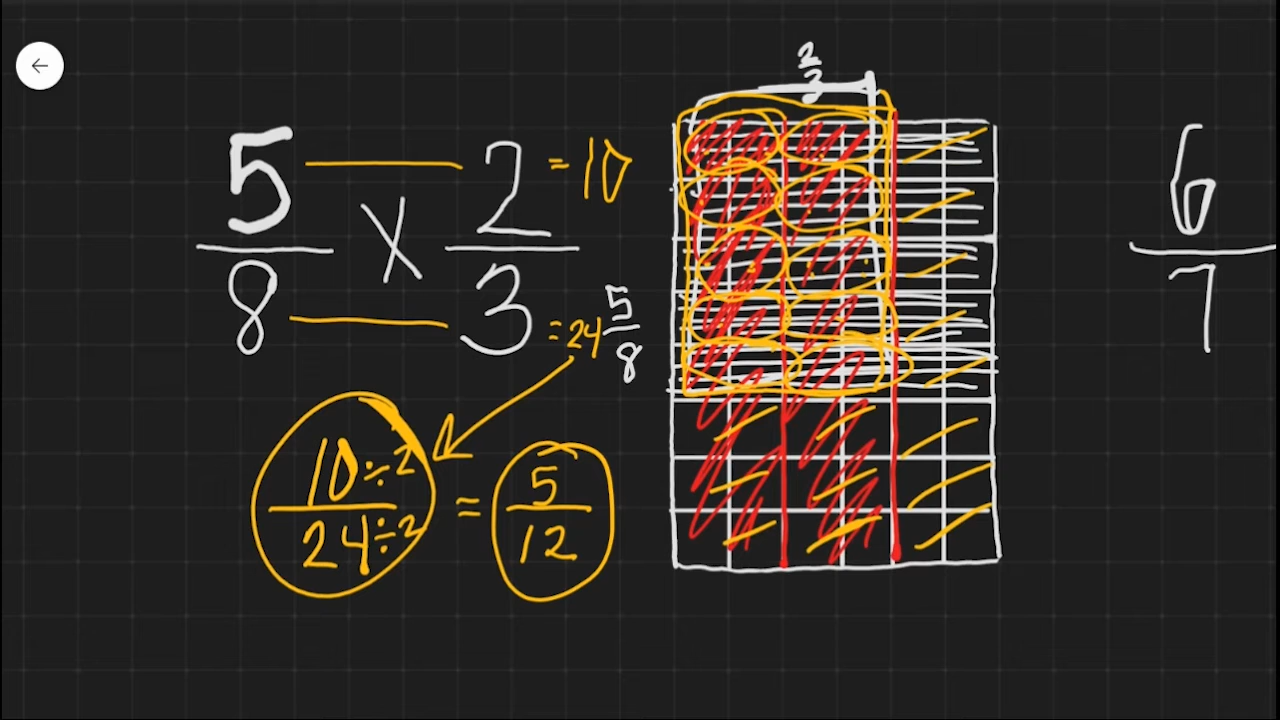 5/8 × 2/3
= 10
= 24
5/8
2/3
10÷2/24÷2 = 5/12
6/7